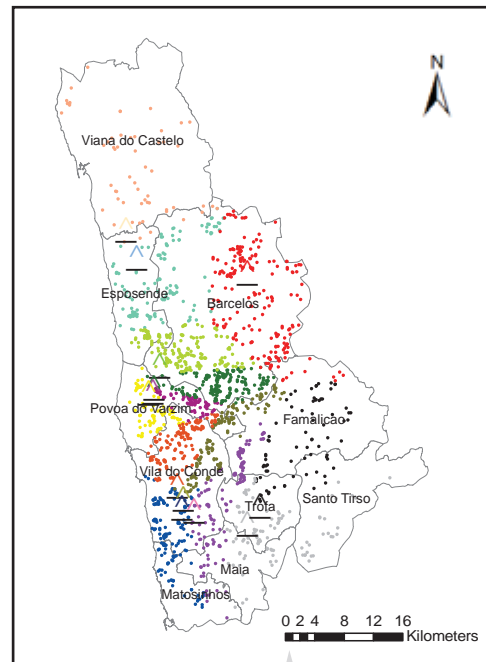 N
Viana do Castelo
Esposende
Barcelos
Povoa do Varzim
Famalicao
Vila do Conde
Santo Tirso
Trofa
Maia
Matosinhos
0 2 4 8 12 16
Kilometers